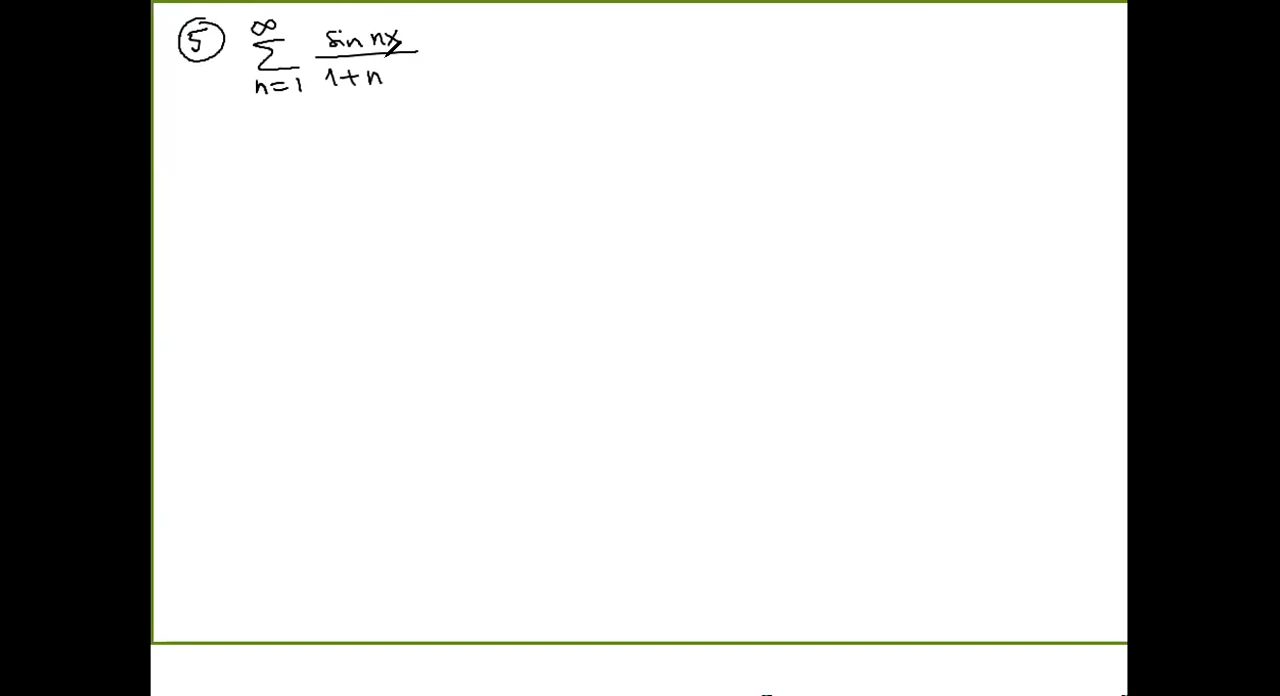 ⑤ ∞
∑ sin nx / 1+n
n=1